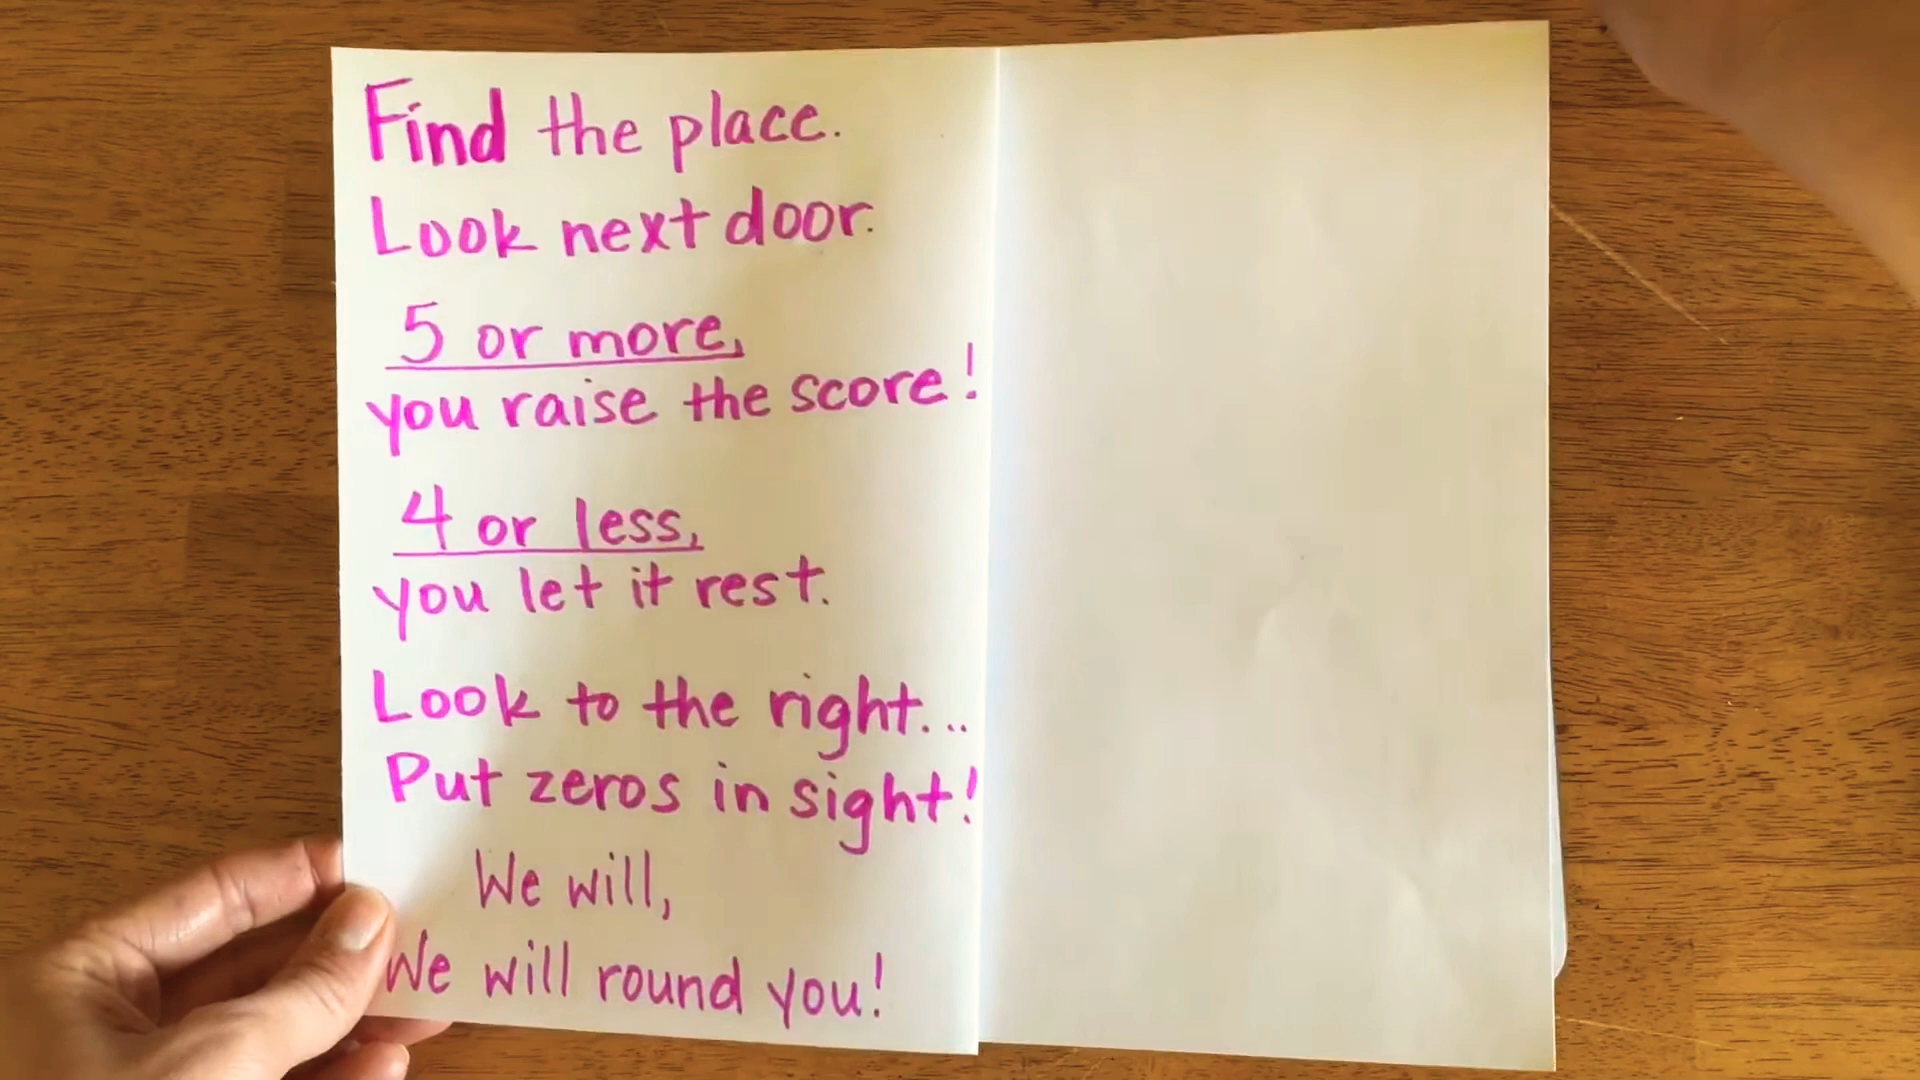 Find the place.
Look next door.
5 or more,
you raise the score!
4 or less,
you let it rest.
Look to the right...
Put zeros in sight!
We will,
We will round you!